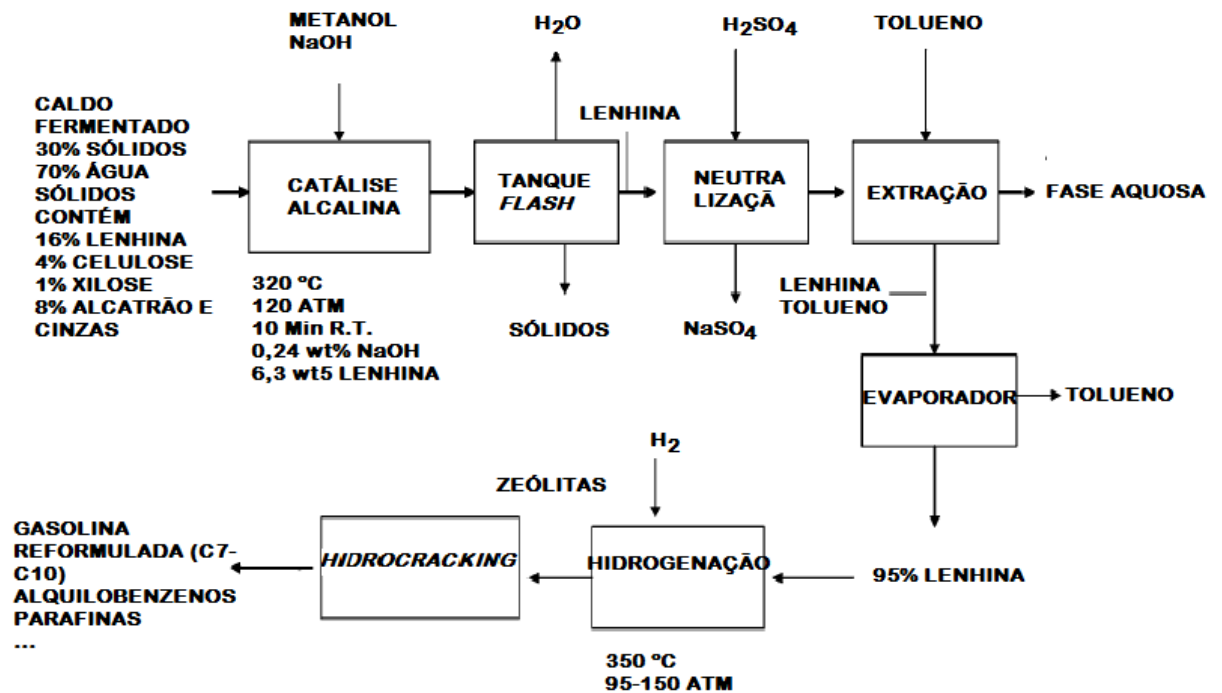 METANOL
NaOH
H2O
H2SO4
TOLUENO
CALDO
FERMENTADO
30% SÓLIDOS
70% ÁGUA
SÓLIDOS
CONTÉM
16% LENHINA
4% CELULOSE
1% XILOSE
8% ALCATRÃO E
CINZAS
CATÁLISE
ALCALINA
320 ºC
120 ATM
10 Min R.T.
0,24 wt% NaOH
6,3 wt5 LENHINA
TANQUE
FLASH
LENHINA
SÓLIDOS
NEUTRA
LIZAÇÃ
NaSO4
EXTRAÇÃO
FASE AQUOSA
LENHINA
TOLUENO
EVAPORADOR
TOLUENO
95% LENHINA
H2
ZEÓLITAS
HIDROGENAÇÃO
350 ºC
95-150 ATM
HIDROCRACKING
GASOLINA
REFORMULADA (C7-
C10)
ALQUILOBENZENOS
PARAFINAS
...